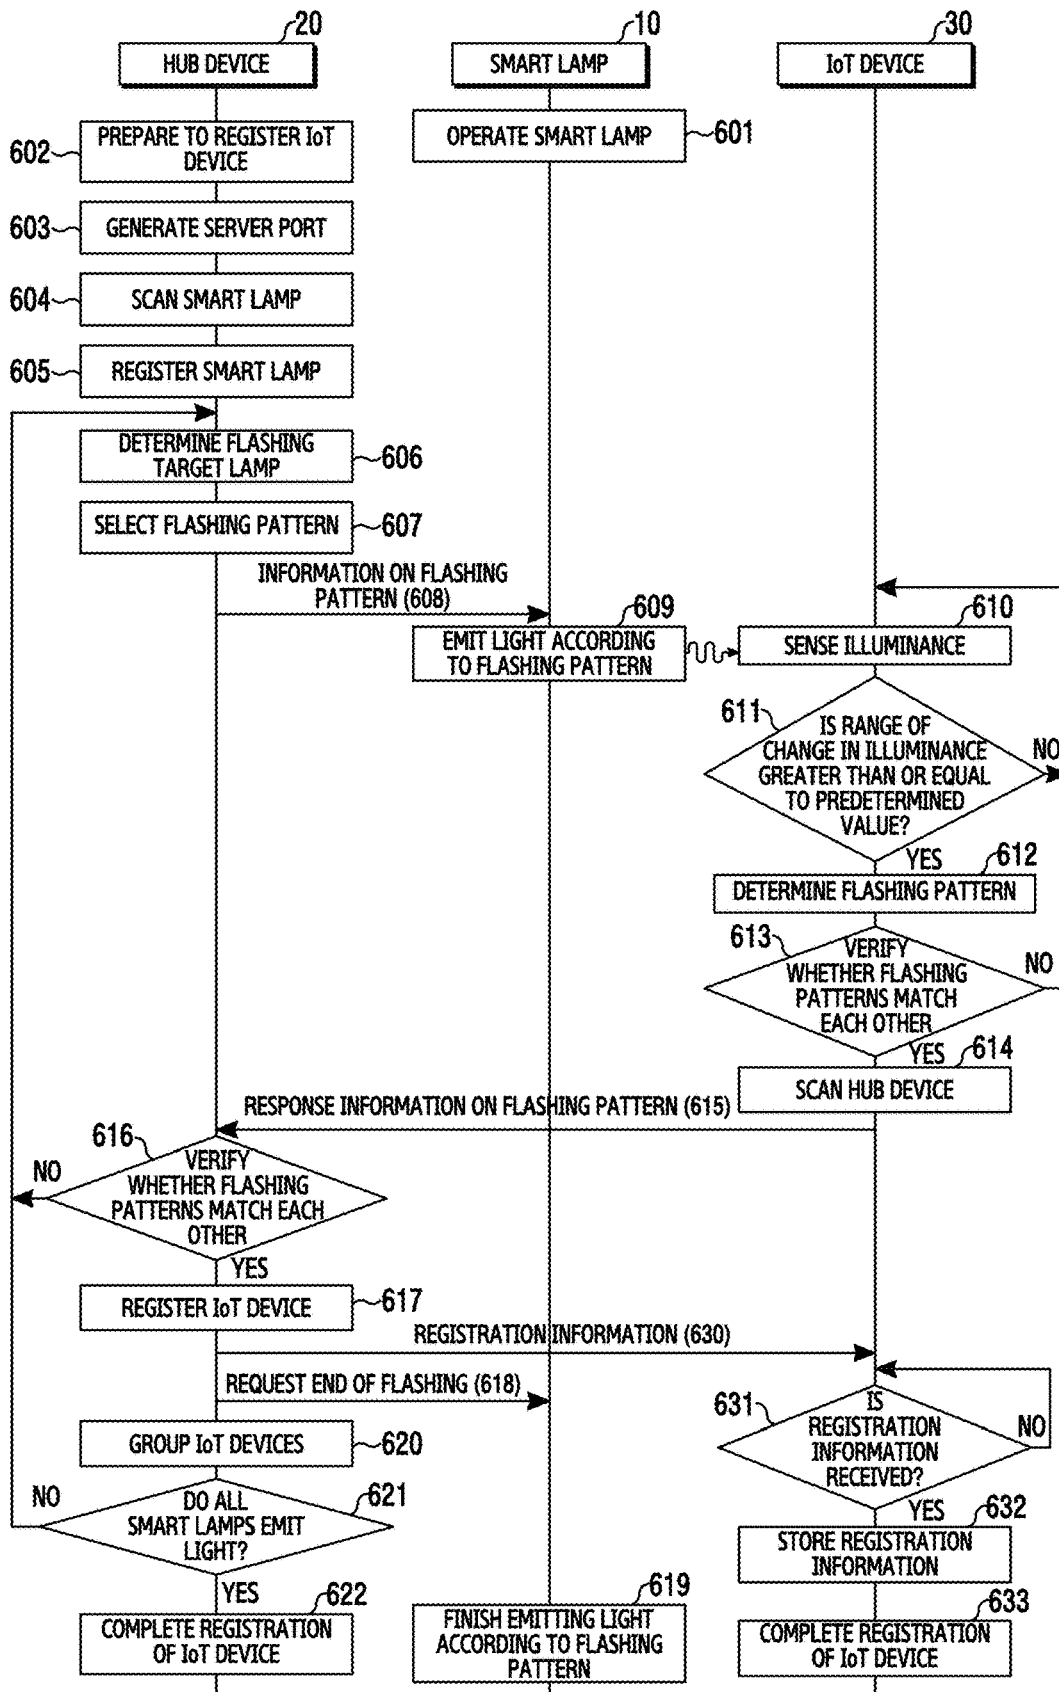 20
HUB DEVICE
10
SMART LAMP
30
IoT DEVICE
602
PREPARE TO REGISTER IoT
DEVICE
OPERATE SMART LAMP
601
603
GENERATE SERVER PORT
604
SCAN SMART LAMP
605
REGISTER SMART LAMP
DETERMINE FLASHING
TARGET LAMP
606
SELECT FLASHING PATTERN
607
INFORMATION ON FLASHING
PATTERN (608)
609
EMIT LIGHT ACCORDING
TO FLASHING PATTERN
610
SENSE ILLUMINANCE
611
IS RANGE OF
CHANGE IN ILLUMINANCE
GREATER THAN OR EQUAL
TO PREDETERMINED
VALUE?
NO
YES
612
DETERMINE FLASHING PATTERN
613
VERIFY
WHETHER FLASHING
PATTERNS MATCH
EACH OTHER
NO
YES
614
SCAN HUB DEVICE
RESPONSE INFORMATION ON FLASHING PATTERN (615)
616
VERIFY
WHETHER FLASHING
PATTERNS MATCH EACH
OTHER
NO
YES
REGISTER IoT DEVICE
617
REGISTRATION INFORMATION (630)
REQUEST END OF FLASHING (618)
631
IS
REGISTRATION
INFORMATION
RECEIVED?
NO
YES
GROUP IoT DEVICES
620
NO
DO ALL
SMART LAMPS EMIT
LIGHT?
621
YES
632
STORE REGISTRATION
INFORMATION
622
COMPLETE REGISTRATION
OF IoT DEVICE
619
FINISH EMITTING LIGHT
ACCORDING TO FLASHING
PATTERN
633
COMPLETE REGISTRATION
OF IoT DEVICE